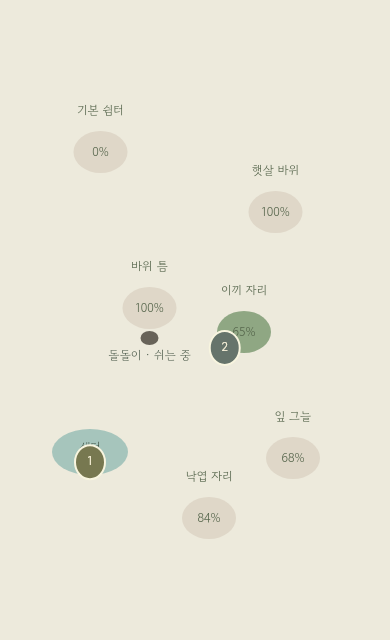 기본 쉼터
0%
햇살 바위
100%
바위 틈
100%
이끼 자리
65%
2
돌돌이 · 쉬는 중
잎 그늘
68%
1
낙엽 자리
84%